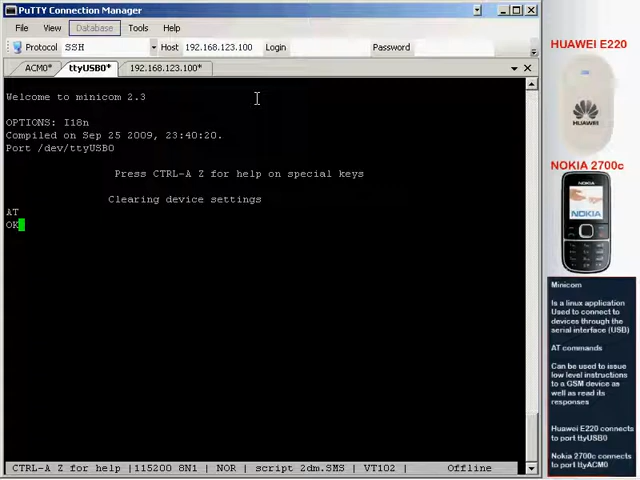 PuTTY Connection Manager
File View Database Tools Help
Protocol SSH Host 192.168.123.100 Login Password
ACM0* ttyUSB0* 192.168.123.100*
Welcome to minicom 2.3
OPTIONS: I18n
Compiled on Sep 25 2009, 23:40:20.
Port /dev/ttyUSB0
Press CTRL-A Z for help on special keys
Clearing device settings
AT
OK
CTRL-A Z for help |115200 8N1 | NOR | script 2dm.SMS | VT102 | Offline
HUAWEI E220
HUAWEI
NOKIA 2700c
NOKIA
Minicom
Is a linux application
Used to connect to
devices through the
serial interface (USB)
AT commands
Can be used to issue
low level instructions
to a GSM device as
well as read its
responses
Huawei E220 connects
to port ttyUSB0
Nokia 2700c connects
to port ttyACM0